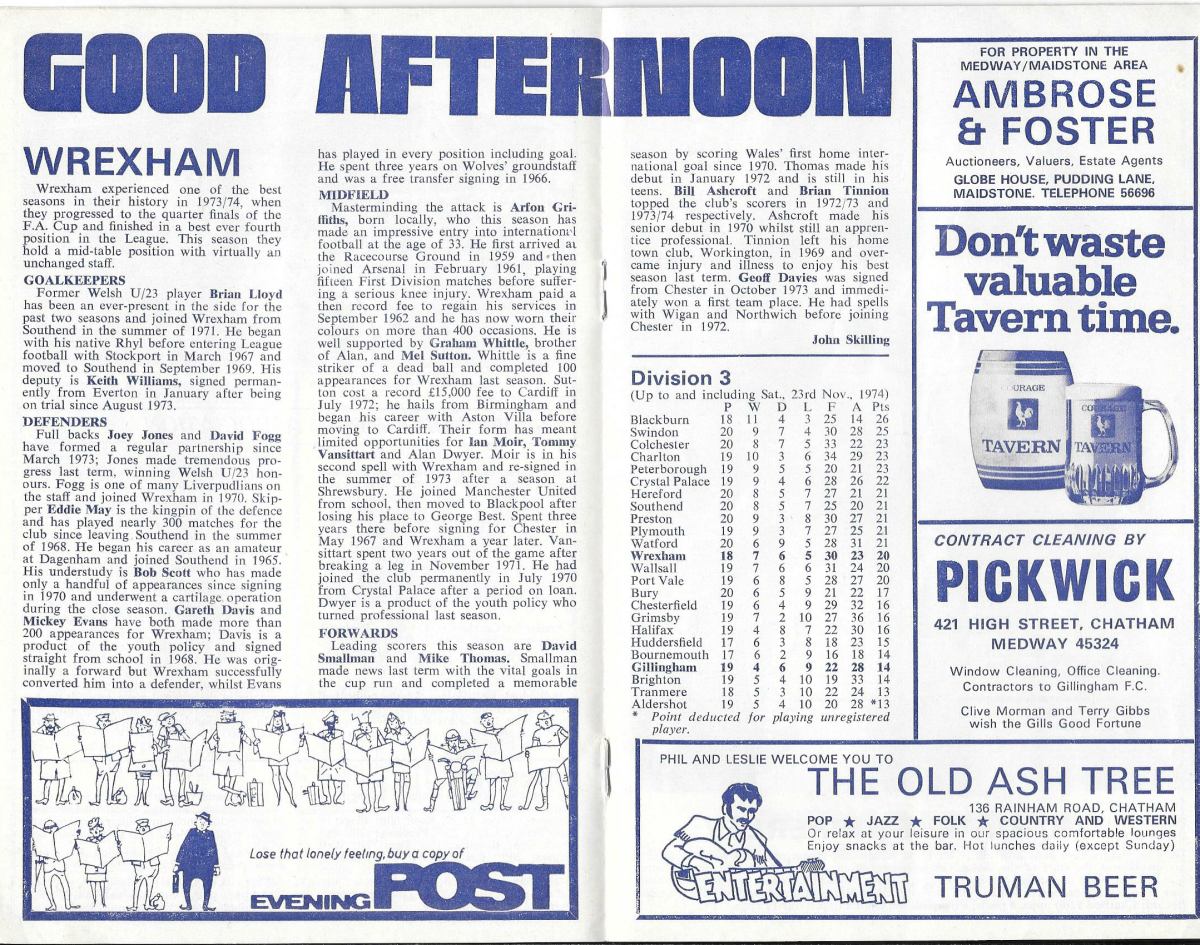 GOOD AFTERNOON
WREXHAM
Wrexham experienced one of the best
seasons in their history in 1973/74, when
they progressed to the quarter finals of the
F.A. Cup and finished in a best ever fourth
position in the League. This season they
hold a mid-table position with virtually an
unchanged staff.
GOALKEEPERS
Former Welsh U/23 player Brian Lloyd
has been an ever-present in the side for the
past two seasons and joined Wrexham from
Southend in the summer of 1971. He began
with his native Rhyl before entering League
football with Stockport in March 1967 and
moved to Southend in September 1969. His
deputy is Keith Williams, signed perman-
ently from Everton in January after being
on trial since August 1973.
DEFENDERS
Full backs Joey Jones and David Fogg
have formed a regular partnership since
March 1973; Jones made tremendous pro-
gress last term, winning Welsh U/23 hon-
ours. Fogg is one of many Liverpudlians on
the staff and joined Wrexham in 1970. Skip-
per Eddie May is the kingpin of the defence
and has played nearly 300 matches for the
club since leaving Southend in the summer
of 1968. He began his career as an amateur
at Dagenham and joined Southend in 1965.
His understudy is Bob Scott who has made
only a handful of appearances since signing
in 1970 and underwent a cartilage operation
during the close season. Gareth Davis and
Mickey Evans have both made more than
200 appearances for Wrexham; Davis is a
product of the youth policy and signed
straight from school in 1968. He was orig-
inally a forward but Wrexham successfully
converted him into a defender, whilst Evans
has played in every position including goal.
He spent three years on Wolves' groundstaff
and was a free transfer signing in 1966.
MIDFIELD
Masterminding the attack is Arfon Gri-
ffiths, born locally, who this season has
made an impressive entry into international
football at the age of 33. He first arrived at
the Racecourse Ground in 1959 and then
joined Arsenal in February 1961, playing
fifteen First Division matches before suffer-
ing a serious knee injury. Wrexham paid a
then record fee to regain his services in
September 1962 and he has now worn their
colours on more than 400 occasions. He is
well supported by Graham Whittle, brother
of Alan, and Mel Sutton. Whittle is a fine
striker of a dead ball and completed 100
appearances for Wrexham last season. Sut-
ton cost a record £15,000 fee to Cardiff in
July 1972; he hails from Birmingham and
began his career with Aston Villa before
moving to Cardiff. Their form has meant
limited opportunities for Ian Moir, Tommy
Vansittart and Alan Dwyer. Moir is in his
second spell with Wrexham and re-signed in
the summer of 1973 after a season at
Shrewsbury. He joined Manchester United
from school, then moved to Blackpool after
losing his place to George Best. Spent three
years there before signing for Chester in
May 1967 and Wrexham a year later. Van-
sittart spent two years out of the game after
breaking a leg in November 1971. He had
joined the club permanently in July 1970
from Crystal Palace after a period on loan.
Dwyer is a product of the youth policy who
turned professional last season.
FORWARDS
Leading scorers this season are David
Smallman and Mike Thomas. Smallman
made news last term with the vital goals in
the cup run and completed a memorable
season by scoring Wales' first home inter-
national goal since 1970. Thomas made his
debut in January 1972 and is still in his
teens. Bill Ashcroft and Brian Tinnion
topped the club's scorers in 1972/73 and
1973/74 respectively. Ashcroft made his
senior debut in 1970 whilst still an appren-
tice professional. Tinnion left his home
town club, Workington, in 1969 and over-
came injury and illness to enjoy his best
season last term. Geoff Davies was signed
from Chester in October 1973 and immedi-
ately won a first team place. He had spells
with Wigan and Northwich before joining
Chester in 1972.
John Skilling
Division 3
(Up to and including Sat., 23rd Nov., 1974)
P W D L F A Pts
Blackburn 18 11 4 3 25 14 26
Swindon 20 9 7 4 30 28 25
Colchester 20 8 7 5 33 22 23
Charlton 19 10 3 6 34 29 23
Peterborough 19 9 5 5 20 21 23
Crystal Palace 19 9 4 6 28 26 22
Hereford 20 8 5 7 27 21 21
Southend 20 8 5 7 25 20 21
Preston 20 9 3 8 30 27 21
Plymouth 19 9 3 7 27 25 21
Watford 20 6 9 5 28 31 21
Wrexham 18 7 6 5 30 23 20
Wallsall 19 7 6 6 31 24 20
Port Vale 19 6 8 5 28 27 20
Bury 20 6 5 9 21 22 17
Chesterfield 19 6 4 9 29 32 16
Grimsby 19 7 2 10 27 36 16
Halifax 19 4 8 7 22 30 16
Huddersfield 17 6 3 8 18 23 15
Bournemouth 17 6 2 9 16 18 14
Gillingham 19 4 6 9 22 28 14
Brighton 19 5 4 10 19 33 14
Tranmere 18 5 3 10 22 24 13
Aldershot 19 5 4 10 20 28 *13
* Point deducted for playing unregistered
player.
FOR PROPERTY IN THE
MEDWAY/MAIDSTONE AREA
AMBROSE
& FOSTER
Auctioneers, Valuers, Estate Agents
GLOBE HOUSE, PUDDING LANE,
MAIDSTONE. TELEPHONE 56696
Don't waste
valuable
Tavern time.
COURAGE
TAVERN
COURAGE
TAVERN
CONTRACT CLEANING BY
PICKWICK
421 HIGH STREET, CHATHAM
MEDWAY 45324
Window Cleaning, Office Cleaning.
Contractors to Gillingham F.C.
Clive Morman and Terry Gibbs
wish the Gills Good Fortune
Lose that lonely feeling, buy a copy of
EVENING POST
PHIL AND LESLIE WELCOME YOU TO
THE OLD ASH TREE
136 RAINHAM ROAD, CHATHAM
POP ★ JAZZ ★ FOLK ★ COUNTRY AND WESTERN
Or relax at your leisure in our spacious comfortable lounges
Enjoy snacks at the bar. Hot lunches daily (except Sunday)
ENTERTAINMENT
TRUMAN BEER